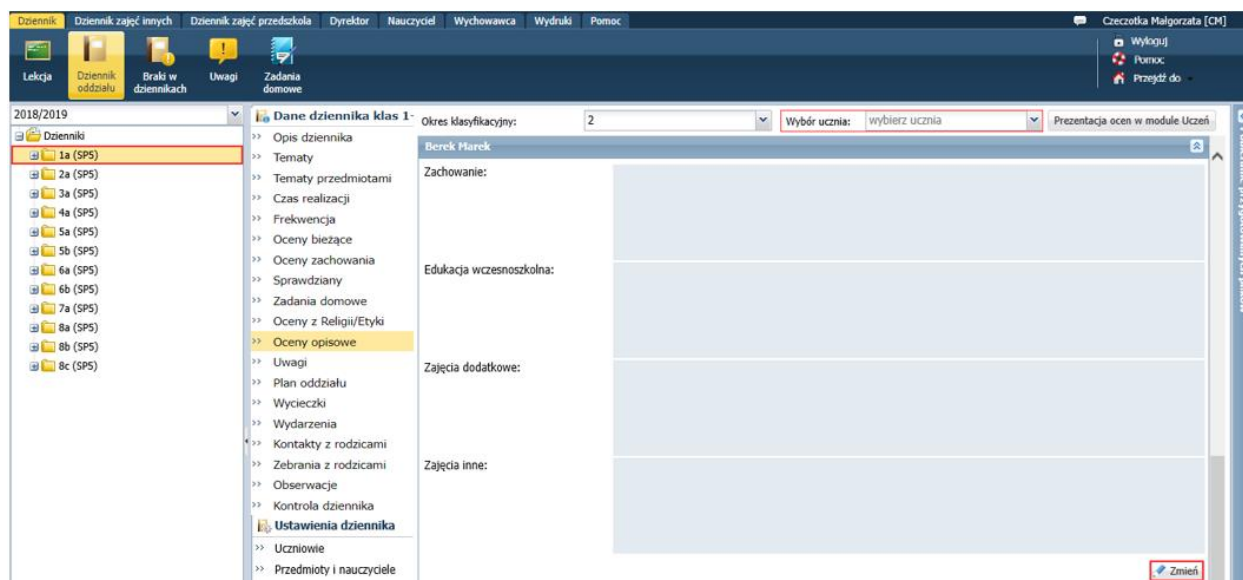 Dziennik Dziennik zajęć innych Dziennik zajęć przedszkola Dyrektor Nauczyciel Wychowawca Wydruki Pomoc Czeczotka Małgorzata [CM]
Lekcja
Dziennik oddziału
Braki w dziennikach
Uwagi
Zadania domowe
Wyloguj
Pomoc
Przejdź do
2018/2019
Dzienniki
1a (SP5)
2a (SP5)
3a (SP5)
4a (SP5)
5a (SP5)
5b (SP5)
6a (SP5)
6b (SP5)
7a (SP5)
8a (SP5)
8b (SP5)
8c (SP5)
Dane dziennika klas 1-
Opis dziennika
Tematy
Tematy przedmiotami
Czas realizacji
Frekwencja
Oceny bieżące
Oceny zachowania
Sprawdziany
Zadania domowe
Oceny z Religii/Etyki
Oceny opisowe
Uwagi
Plan oddziału
Wycieczki
Wydarzenia
Kontakty z rodzicami
Zebrania z rodzicami
Obserwacje
Kontrola dziennika
Ustawienia dziennika
Uczniowie
Przedmioty i nauczyciele
Okres klasyfikacyjny: 2 Wybór ucznia: wybierz ucznia Prezentacja ocen w module Uczeń
Berek Marek
Zachowanie:
Edukacja wczesnoszkolna:
Zajęcia dodatkowe:
Zajęcia inne:
Zmień